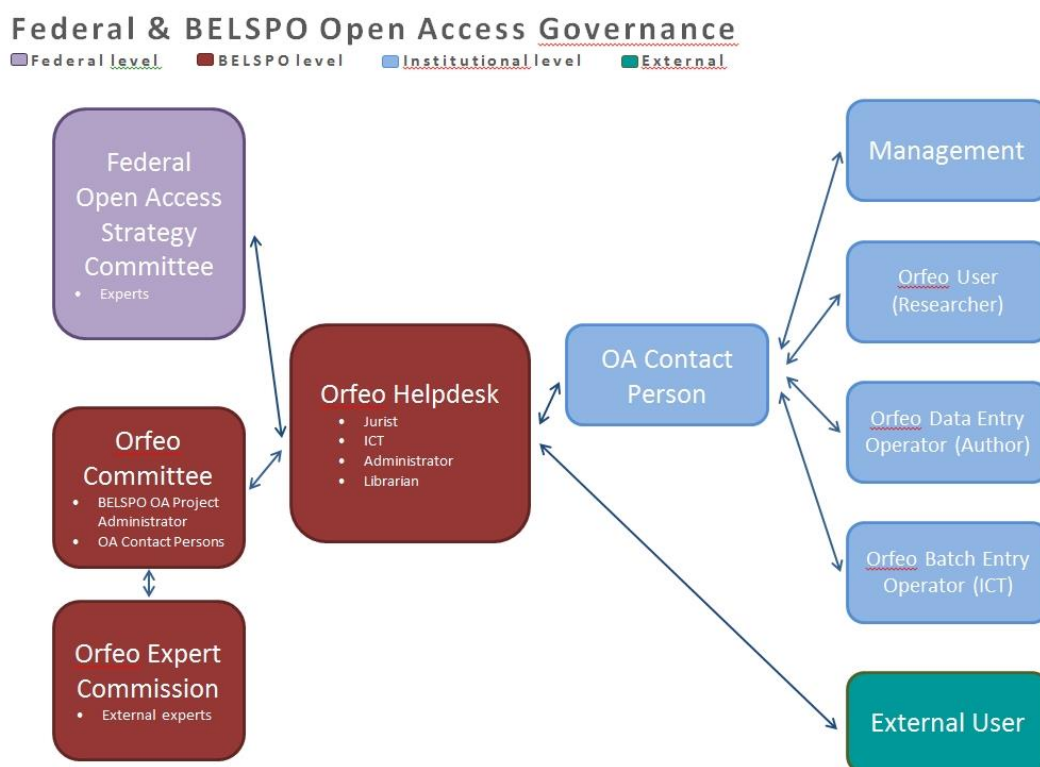 Federal & BELSPO Open Access Governance
Federal level BELSPO level Institutional level External
Federal
Open Access
Strategy
Committee
• Experts
Orfeo
Committee
• BELSPO OA Project
Administrator
• OA Contact Persons
Orfeo Expert
Commission
• External experts
Orfeo Helpdesk
• Jurist
• ICT
• Administrator
• Librarian
OA Contact
Person
Management
Orfeo User
(Researcher)
Orfeo Data Entry
Operator (Author)
Orfeo Batch Entry
Operator (ICT)
External User